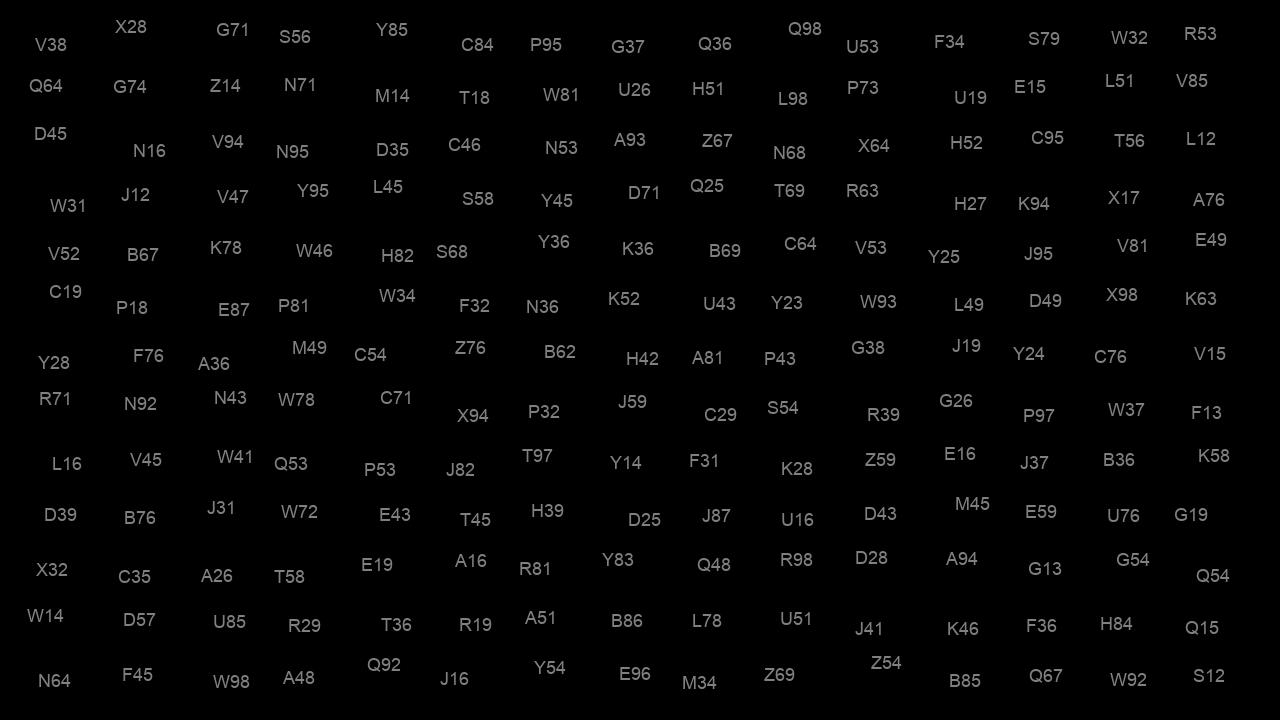 V38 X28 G71 S56 Y85 C84 P95 G37 Q36 Q98 U53 F34 S79 W32 R53
Q64 G74 Z14 N71 M14 T18 W81 U26 H51 L98 P73 U19 E15 L51 V85
D45 N16 V94 N95 D35 C46 N53 A93 Z67 N68 X64 H52 C95 T56 L12
W31 J12 V47 Y95 L45 S58 Y45 D71 Q25 T69 R63 H27 K94 X17 A76
V52 B67 K78 W46 H82 S68 Y36 K36 B69 C64 V53 Y25 J95 V81 E49
C19 P18 E87 P81 W34 F32 N36 K52 U43 Y23 W93 L49 D49 X98 K63
Y28 F76 A36 M49 C54 Z76 B62 H42 A81 P43 G38 J19 Y24 C76 V15
R71 N92 N43 W78 C71 X94 P32 J59 C29 S54 R39 G26 P97 W37 F13
L16 V45 W41 Q53 P53 J82 T97 Y14 F31 K28 Z59 E16 J37 B36 K58
D39 B76 J31 W72 E43 T45 H39 D25 J87 U16 D43 M45 E59 U76 G19
X32 C35 A26 T58 E19 A16 R81 Y83 Q48 R98 D28 A94 G13 G54 Q54
W14 D57 U85 R29 T36 R19 A51 B86 L78 U51 J41 K46 F36 H84 Q15
N64 F45 W98 A48 Q92 J16 Y54 E96 M34 Z69 Z54 B85 Q67 W92 S12